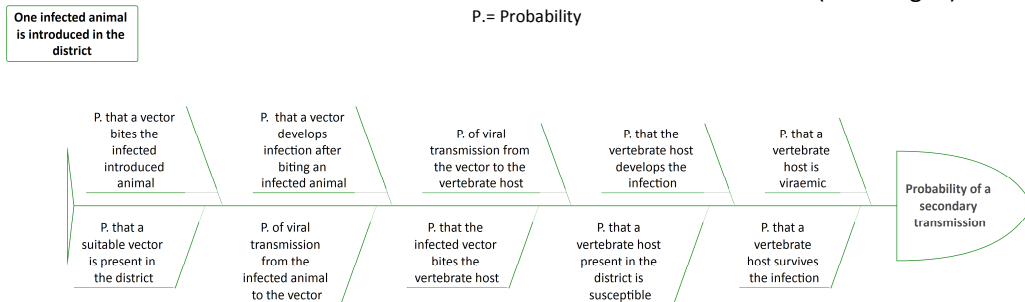 P.= Probability
One infected animal
is introduced in the
district
P. that a vector
bites the
infected
introduced
animal
P. that a vector
develops
infection after
biting an
infected animal
P. of viral
transmission from
the vector to the
vertebrate host
P. that the
vertebrate host
develops the
infection
P. that a
vertebrate
host is
viraemic
Probability of a
secondary
transmission
P. that a
suitable vector
is present in
the district
P. of viral
transmission
from the
infected animal
to the vector
P. that the
infected vector
bites the
vertebrate host
P. that a
vertebrate host
present in the
district is
susceptible
P. that a
vertebrate
host survives
the infection